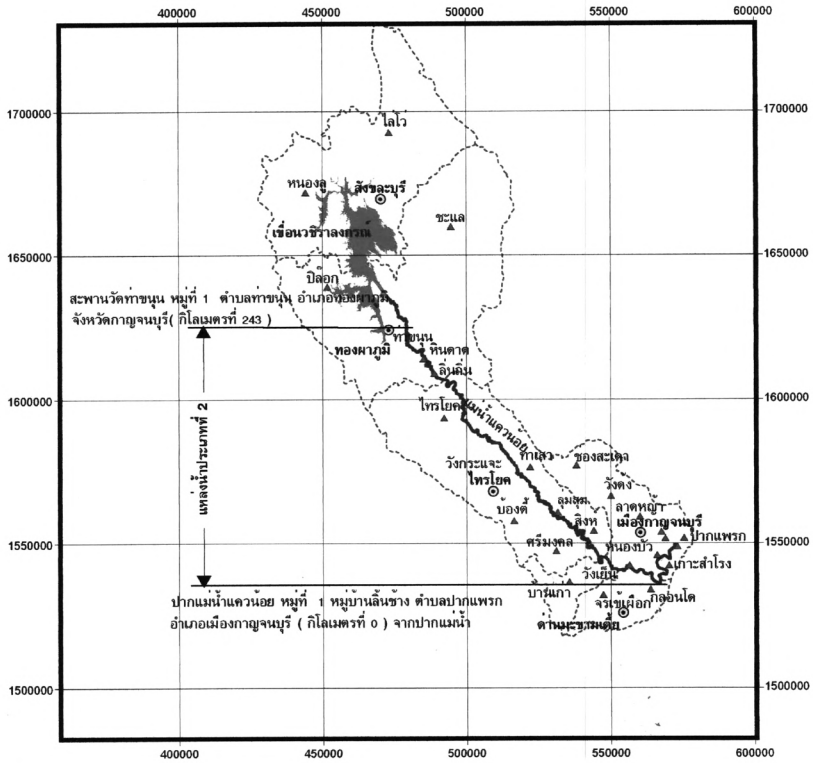 400000 450000 500000 550000 600000
1700000 1700000
ไล่โว่
หนองลู
สังขละบุรี
ชะแล
เขื่อนวชิราลงกรณ์
1650000 1650000
ปิล๊อก
สะพานวัดท่าขนุน หมู่ที่ 1 ตำบลท่าขนุน อำเภอทองผาภูมิ
จังหวัดกาญจนบุรี( กิโลเมตรที่ 243 )
ท่าขนุน
ทองผาภูมิ
หินดาด
ลิ่นถิ่น
1600000 1600000
ไทรโยค
แม่น้ำแควน้อย
แหล่งน้ำประเภทที่ 2
ท่าเสา
ช่องสะเดา
วังกระแจะ
ไทรโยค
วังดง
บ้องตี้
ลุ่มสุ่ม
ลาดหญ้า
สิงห์
เมืองกาญจนบุรี
ศรีมงคล
หนองบัว
ปากแพรก
1550000 1550000
เกาะสำโรง
วังเย็น
บ้านเก่า
กลอนโด
จรเข้เผือก
ด่านมะขามเตี้ย
ปากแม่น้ำแควน้อย หมู่ที่ 1 หมู่บ้านลิ้นช้าง ตำบลปากแพรก
อำเภอเมืองกาญจนบุรี ( กิโลเมตรที่ 0 ) จากปากแม่น้ำ
1500000 1500000
400000 450000 500000 550000 600000